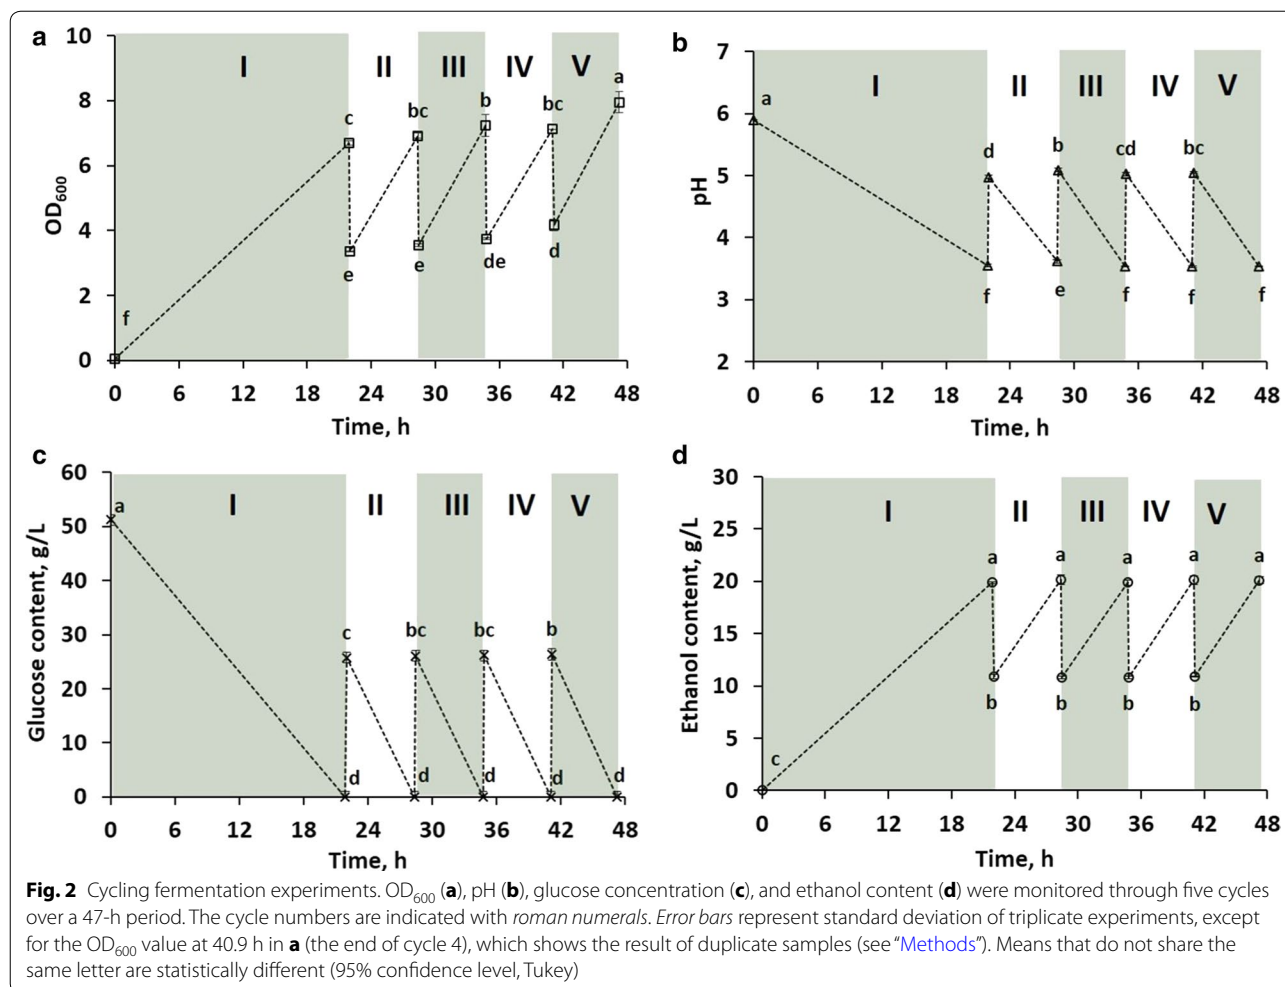 a
10
8
6
4
2
0
OD600
I
II
III
IV
V
f
c
e
bc
e
b
de
bc
d
a
0 6 12 18 24 30 36 42 48
Time, h
b
7
6
5
4
3
2
pH
I
II
III
IV
V
a
d
f
b
e
cd
f
bc
f
f
0 6 12 18 24 30 36 42 48
Time, h
c
60
50
40
30
20
10
0
Glucose content, g/L
I
II
III
IV
V
a
c
d
bc
d
bc
d
b
d
d
0 6 12 18 24 30 36 42 48
Time, h
d
30
25
20
15
10
5
0
Ethanol content, g/L
I
II
III
IV
V
c
a
b
a
b
a
b
a
b
a
0 6 12 18 24 30 36 42 48
Time, h
Fig. 2 Cycling fermentation experiments. OD600 (a), pH (b), glucose concentration (c), and ethanol content (d) were monitored through five cycles
over a 47-h period. The cycle numbers are indicated with roman numerals. Error bars represent standard deviation of triplicate experiments, except
for the OD600 value at 40.9 h in a (the end of cycle 4), which shows the result of duplicate samples (see “Methods”). Means that do not share the
same letter are statistically different (95% confidence level, Tukey)